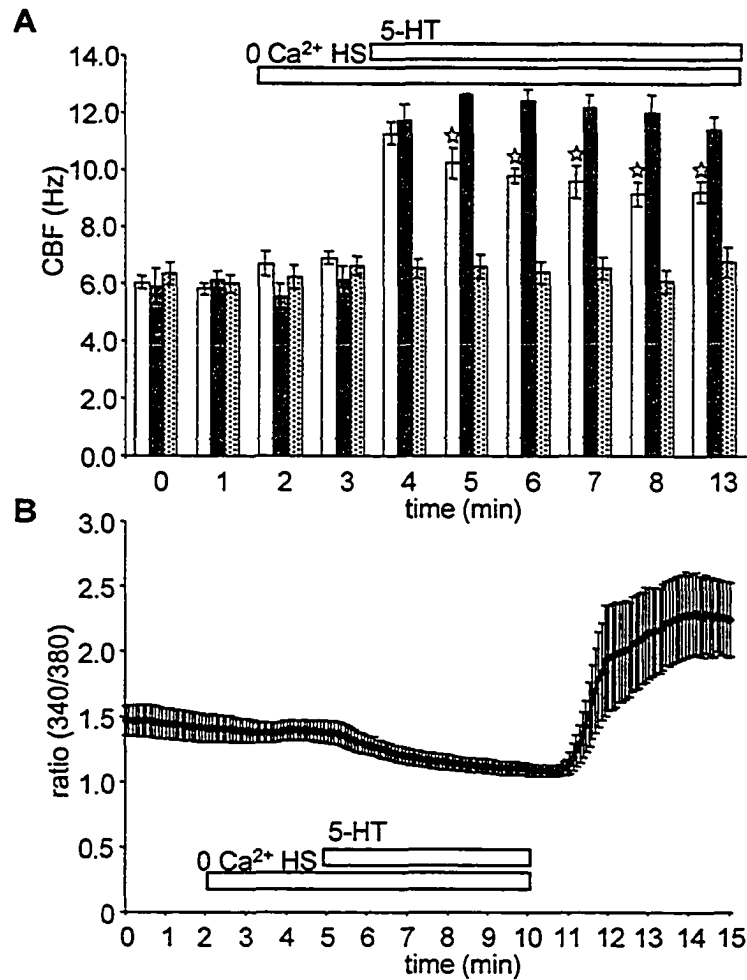 A
5-HT
0 Ca²⁺ HS
14.0
12.0
10.0
8.0
6.0
4.0
2.0
0.0
CBF (Hz)
0 1 2 3 4 5 6 7 8 13
time (min)
B
3.0
2.5
2.0
1.5
1.0
0.5
0
ratio (340/380)
5-HT
0 Ca²⁺ HS
0 1 2 3 4 5 6 7 8 9 10 11 12 13 14 15
time (min)